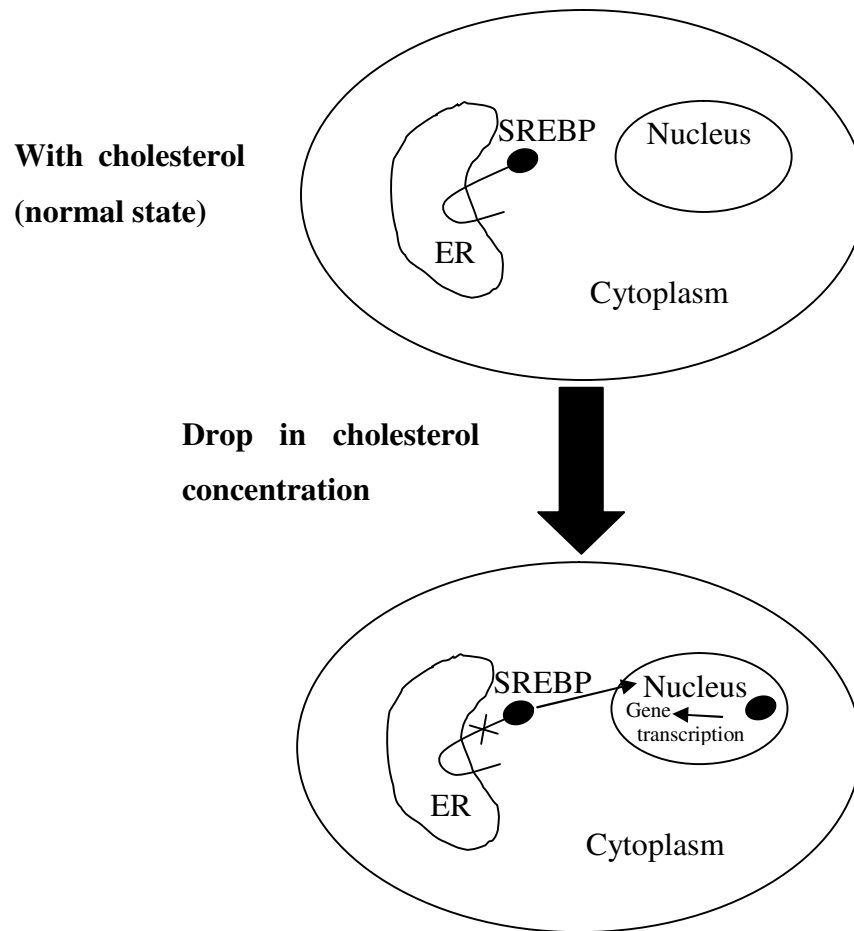 SREBP
Nucleus
With cholesterol
(normal state)
ER
Cytoplasm
Drop in cholesterol
concentration
SREBP
Nucleus
Gene
transcription
ER
Cytoplasm